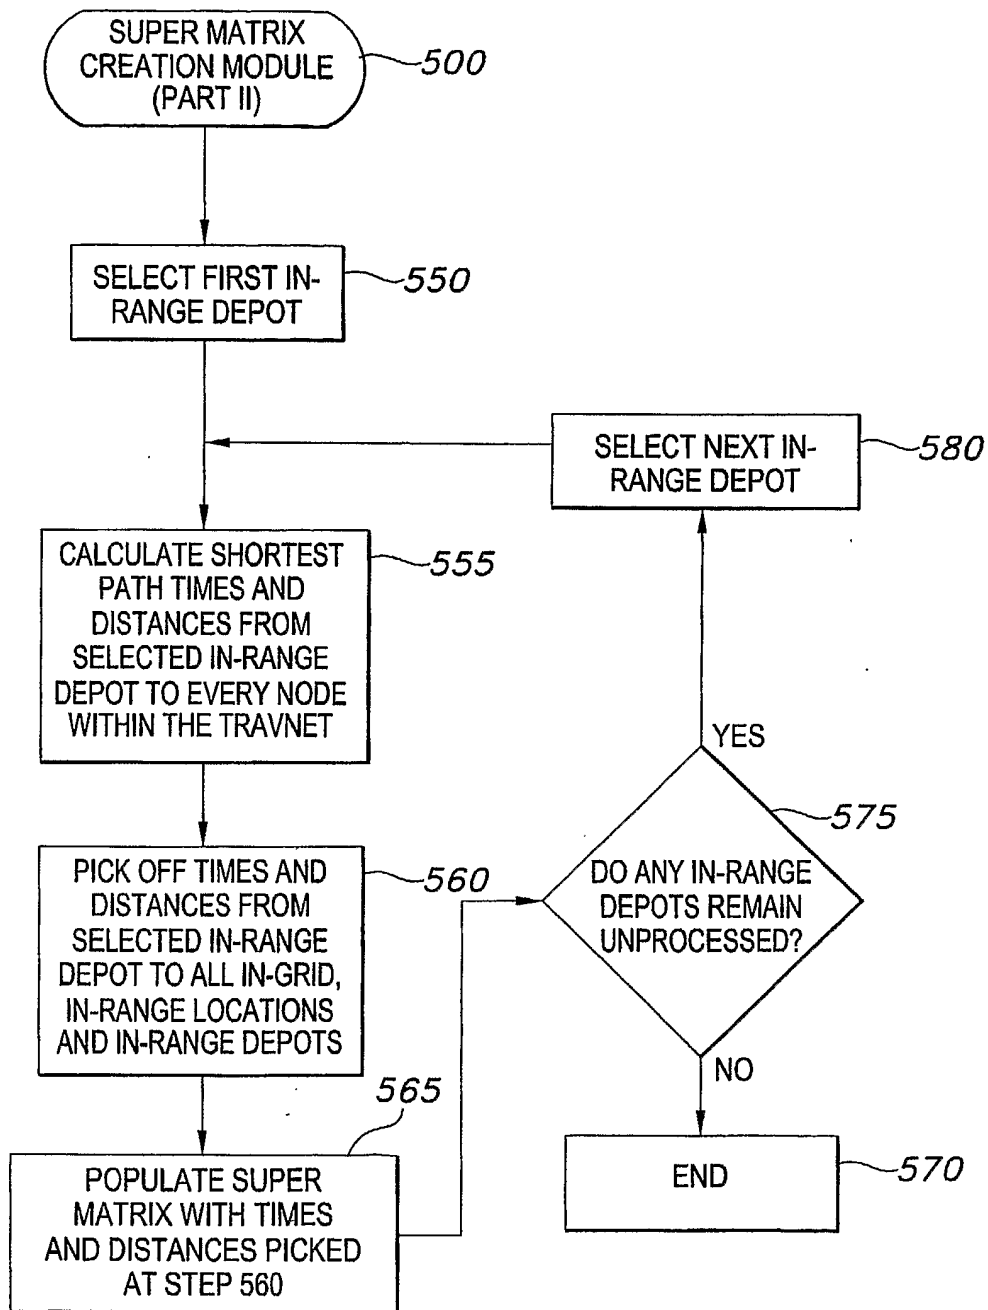 SUPER MATRIX
CREATION MODULE
(PART II)
500
SELECT FIRST IN-
RANGE DEPOT
550
SELECT NEXT IN-
RANGE DEPOT
580
CALCULATE SHORTEST
PATH TIMES AND
DISTANCES FROM
SELECTED IN-RANGE
DEPOT TO EVERY NODE
WITHIN THE TRAVNET
555
YES
575
DO ANY IN-RANGE
DEPOTS REMAIN
UNPROCESSED?
PICK OFF TIMES AND
DISTANCES FROM
SELECTED IN-RANGE
DEPOT TO ALL IN-GRID,
IN-RANGE LOCATIONS
AND IN-RANGE DEPOTS
560
NO
565
POPULATE SUPER
MATRIX WITH TIMES
AND DISTANCES PICKED
AT STEP 560
END
570